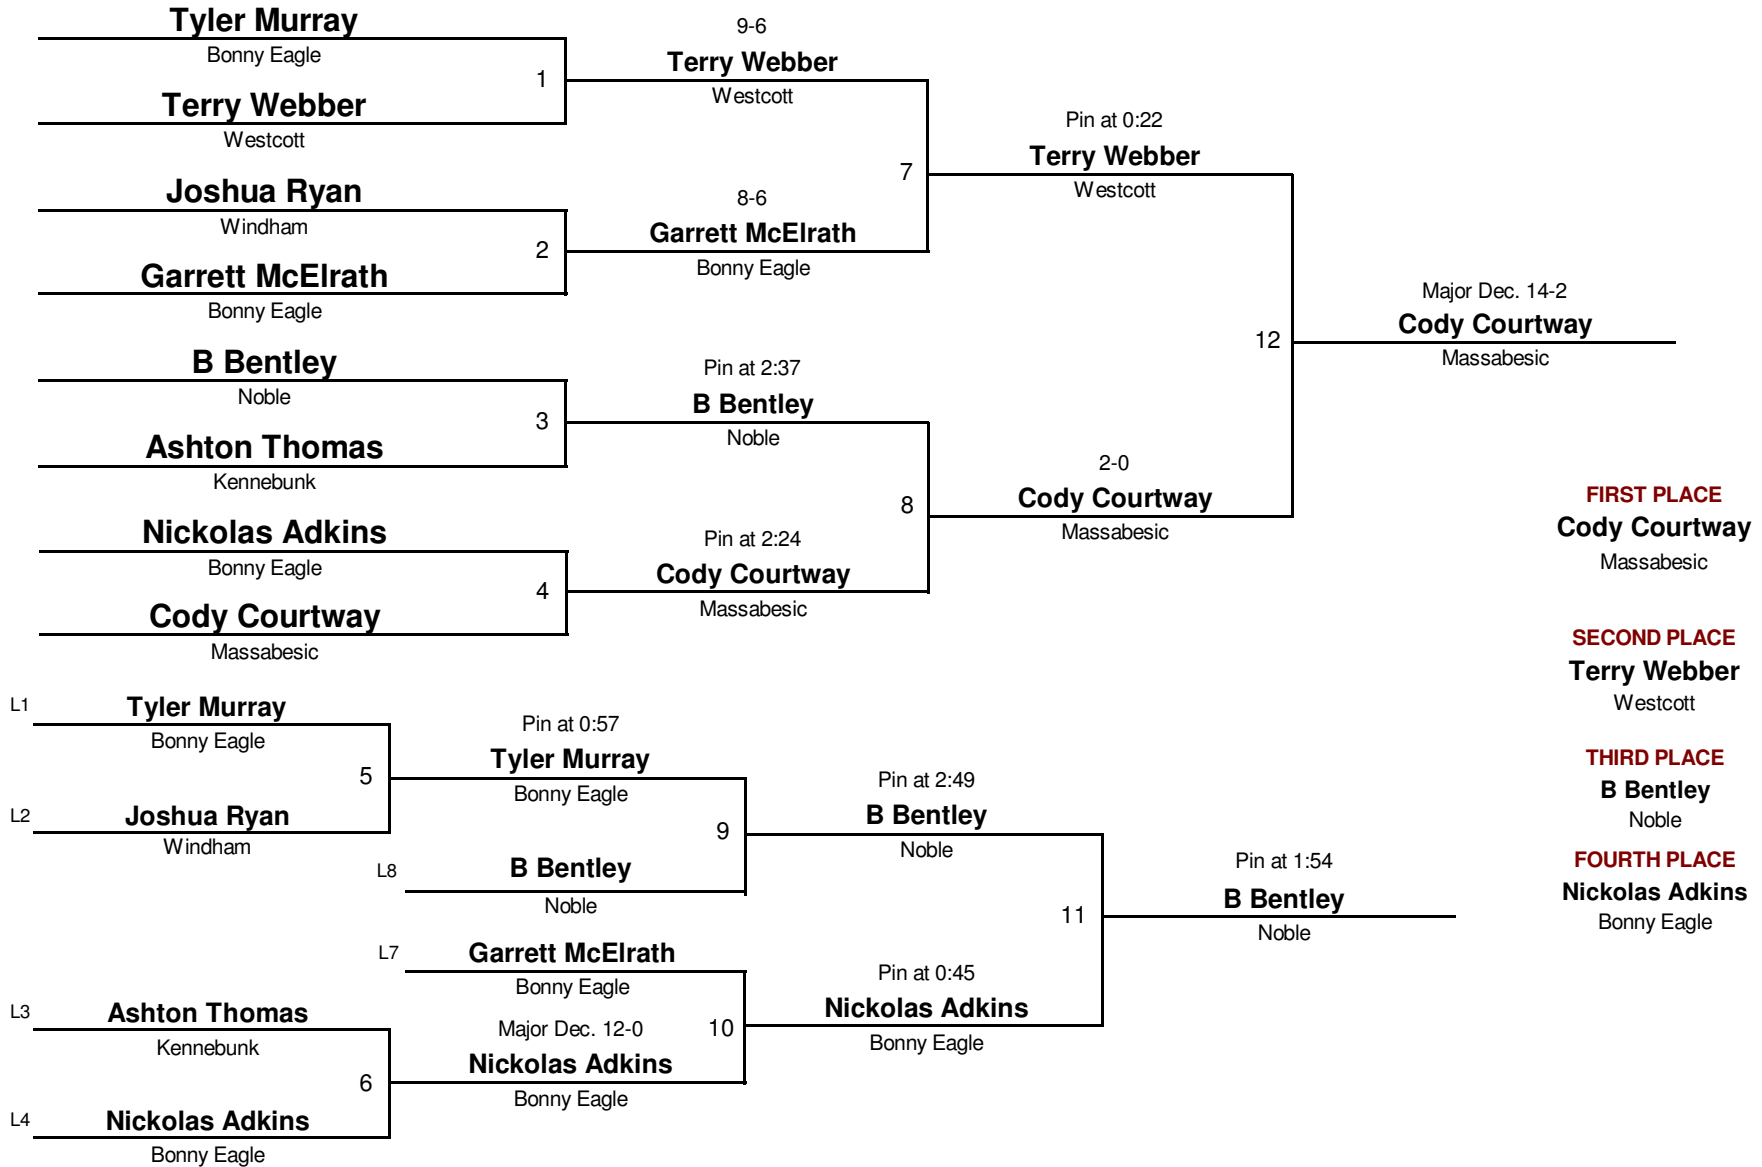 Tyler Murray
Bonny Eagle
1
Terry Webber
Westcott
9-6
Terry Webber
Westcott
Joshua Ryan
Windham
2
Garrett McElrath
Bonny Eagle
8-6
Garrett McElrath
Bonny Eagle
7
Pin at 0:22
Terry Webber
Westcott
B Bentley
Noble
3
Ashton Thomas
Kennebunk
Pin at 2:37
B Bentley
Noble
Nickolas Adkins
Bonny Eagle
4
Cody Courtway
Massabesic
Pin at 2:24
Cody Courtway
Massabesic
8
2-0
Cody Courtway
Massabesic
12
Major Dec. 14-2
Cody Courtway
Massabesic
FIRST PLACE
Cody Courtway
Massabesic
SECOND PLACE
Terry Webber
Westcott
THIRD PLACE
B Bentley
Noble
FOURTH PLACE
Nickolas Adkins
Bonny Eagle
L1
Tyler Murray
Bonny Eagle
5
L2
Joshua Ryan
Windham
Pin at 0:57
Tyler Murray
Bonny Eagle
9
L8
B Bentley
Noble
Pin at 2:49
B Bentley
Noble
L7
Garrett McElrath
Bonny Eagle
L3
Ashton Thomas
Kennebunk
6
L4
Nickolas Adkins
Bonny Eagle
Major Dec. 12-0
Nickolas Adkins
Bonny Eagle
10
Pin at 0:45
Nickolas Adkins
Bonny Eagle
11
Pin at 1:54
B Bentley
Noble